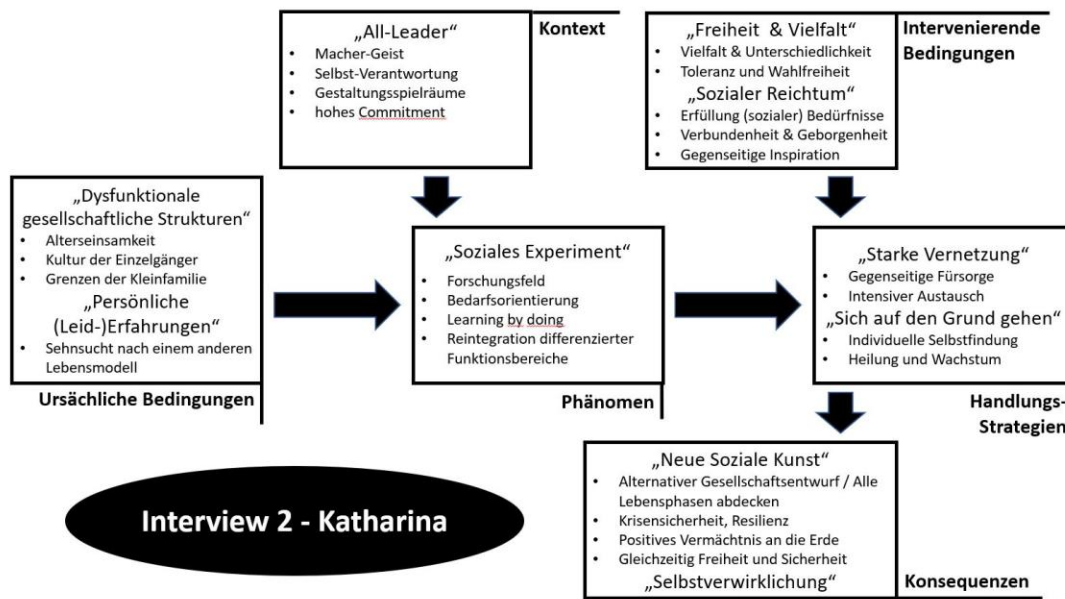 „All-Leader“
• Macher-Geist
• Selbst-Verantwortung
• Gestaltungsspielräume
• hohes Commitment
Kontext
„Freiheit & Vielfalt“
• Vielfalt & Unterschiedlichkeit
• Toleranz und Wahlfreiheit
„Sozialer Reichtum“
• Erfüllung (sozialer) Bedürfnisse
• Verbundenheit & Geborgenheit
• Gegenseitige Inspiration
Intervenierende
Bedingungen
„Dysfunktionale
gesellschaftliche Strukturen“
• Alterseinsamkeit
• Kultur der Einzelgänger
• Grenzen der Kleinfamilie
„Persönliche
(Leid-)Erfahrungen“
• Sehnsucht nach einem anderen
Lebensmodell
Ursächliche Bedingungen
„Soziales Experiment“
• Forschungsfeld
• Bedarfsorientierung
• Learning by doing
• Reintegration differenzierter
Funktionsbereiche
Phänomen
„Starke Vernetzung“
• Gegenseitige Fürsorge
• Intensiver Austausch
„Sich auf den Grund gehen“
• Individuelle Selbstfindung
• Heilung und Wachstum
Handlungs-
Strategien
„Neue Soziale Kunst“
• Alternativer Gesellschaftsentwurf / Alle
Lebensphasen abdecken
• Krisensicherheit, Resilienz
• Positives Vermächtnis an die Erde
• Gleichzeitig Freiheit und Sicherheit
„Selbstverwirklichung“
Konsequenzen
Interview 2 - Katharina